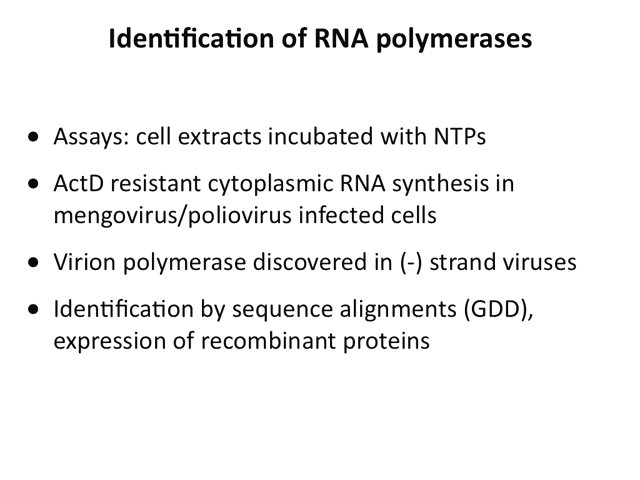 Identification of RNA polymerases
• Assays: cell extracts incubated with NTPs
• ActD resistant cytoplasmic RNA synthesis in
mengovirus/poliovirus infected cells
• Virion polymerase discovered in (-) strand viruses
• Identification by sequence alignments (GDD),
expression of recombinant proteins